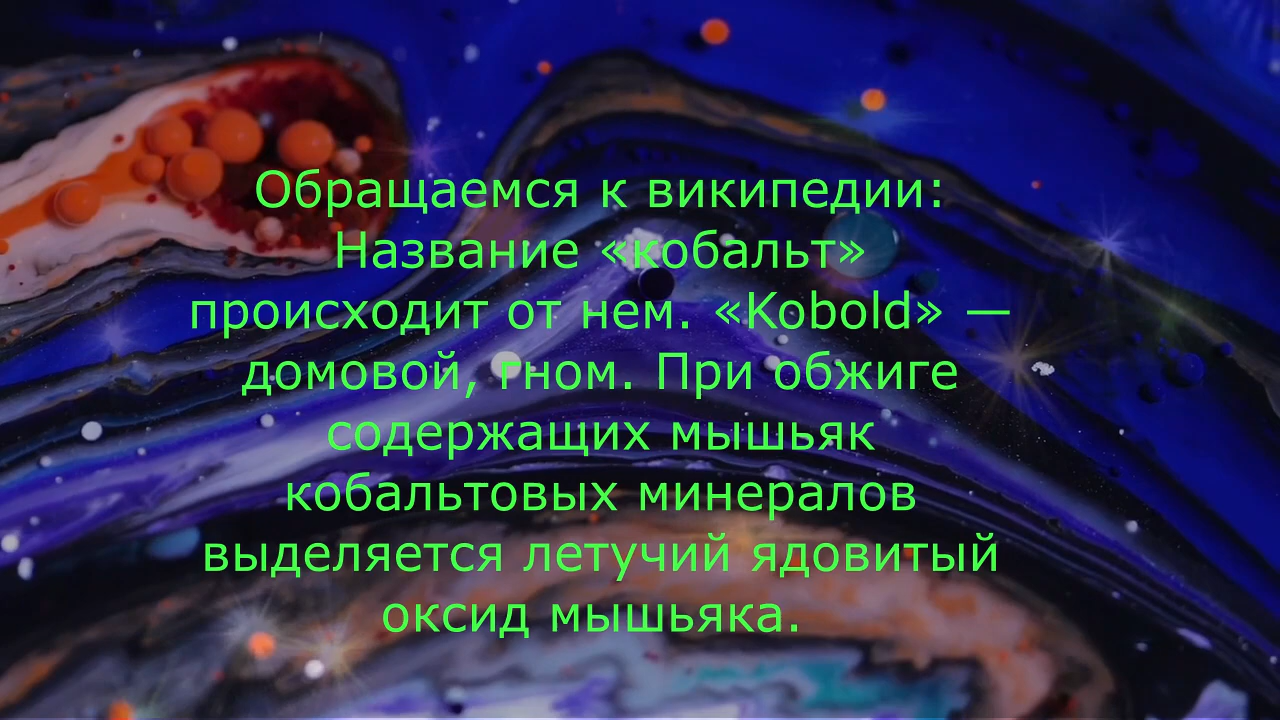 Обращаемся к википедии:
Название «кобальт»
происходит от нем. «Kobold» —
домовой, гном. При обжиге
содержащих мышьяк
кобальтовых минералов
выделяется летучий ядовитый
оксид мышьяка.